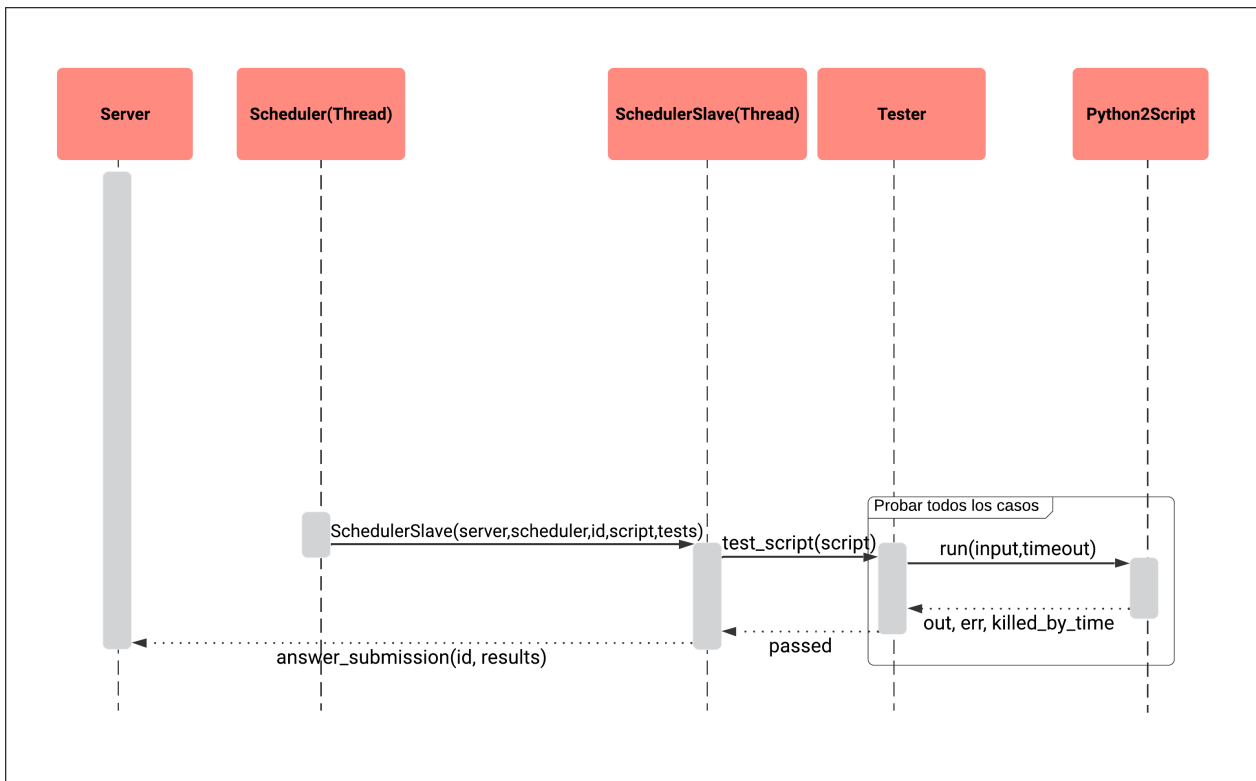 Server
Scheduler(Thread)
SchedulerSlave(Thread)
Tester
Python2Script
Probar todos los casos
SchedulerSlave(server,scheduler,id,script,tests)
test_script(script)
run(input,timeout)
out, err, killed_by_time
passed
answer_submission(id, results)